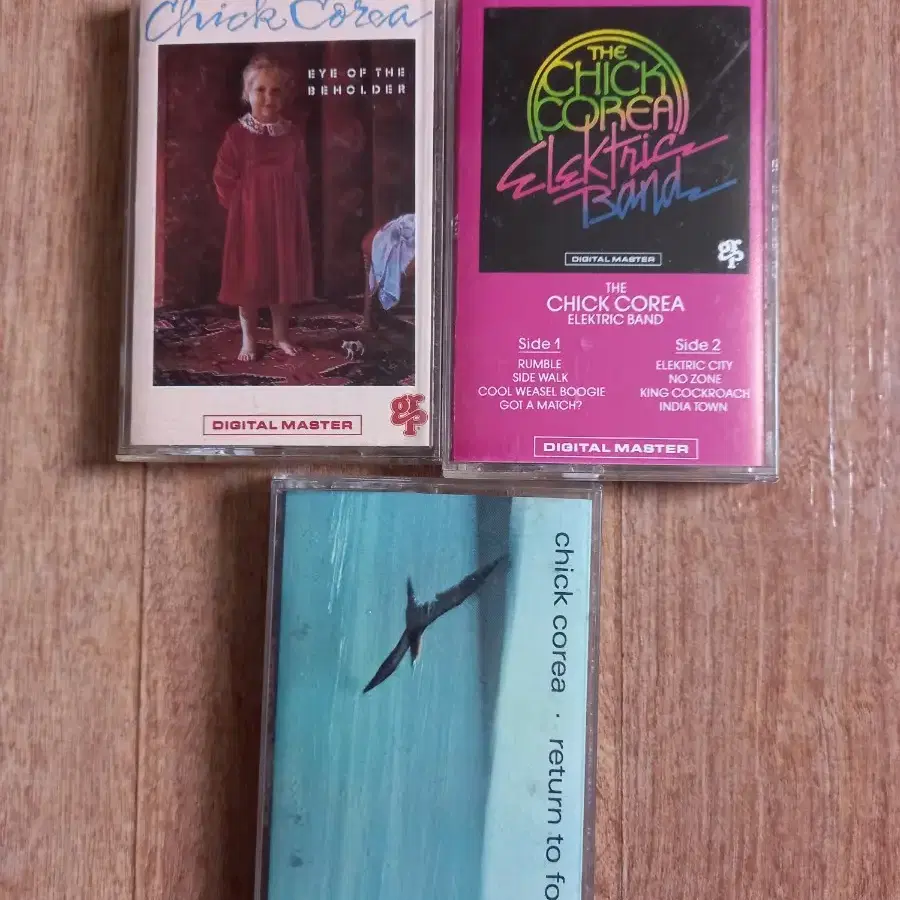 Chick Corea
EYE OF THE
BEHOLDER
DIGITAL MASTER
grp
THE
CHICK
COREA
Elektric
Band
DIGITAL MASTER
grp
THE
CHICK COREA
ELEKTRIC BAND
Side 1
RUMBLE
SIDE WALK
COOL WEASEL BOOGIE
GOT A MATCH?
Side 2
ELEKTRIC CITY
NO ZONE
KING COCKROACH
INDIA TOWN
DIGITAL MASTER
chick corea · return to fo